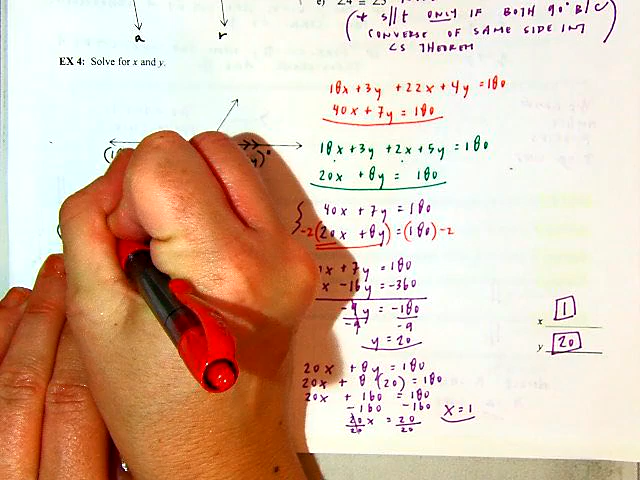 e) ∠4 ≅ ∠5
(t s∥t ONLY IF BOTH 90° B/C
CONVERSE OF SAME SIDE INT
∠S THEOREM)
a r
EX 4: Solve for x and y.
18x + 3y + 22x + 4y = 180
40x + 7y = 180
18x + 3y + 2x + 5y = 180
20x + 8y = 180
40x + 7y = 180
-2(20x + 8y) = (180)-2
x + 7y = 180
x - 16y = -360
-9y = -180
-9 -9
y = 20
20x + 8y = 180
20x + 8(20) = 180
20x + 160 = 180
-160 -160
20x = 20
20 20
x = 1
x 1
y 20